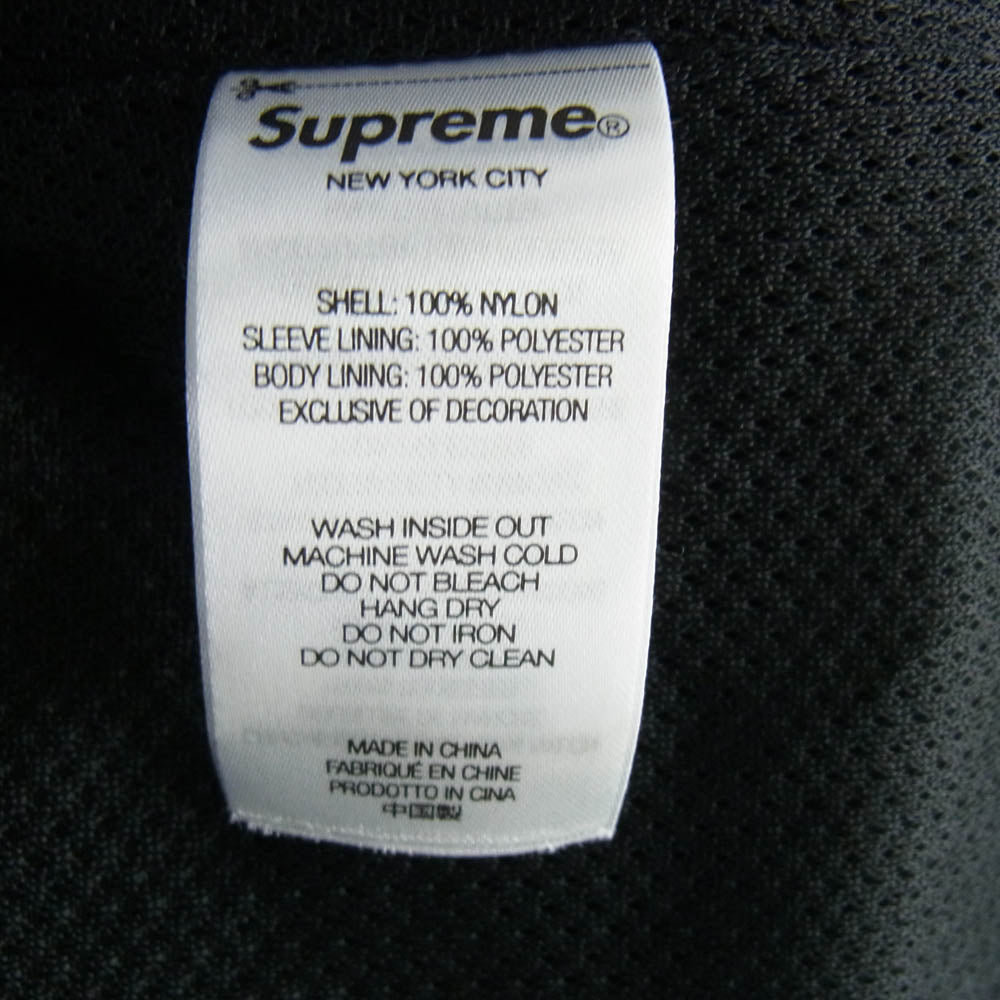 Supreme®
NEW YORK CITY
SHELL: 100% NYLON
SLEEVE LINING: 100% POLYESTER
BODY LINING: 100% POLYESTER
EXCLUSIVE OF DECORATION
WASH INSIDE OUT
MACHINE WASH COLD
DO NOT BLEACH
HANG DRY
DO NOT IRON
DO NOT DRY CLEAN
MADE IN CHINA
FABRIQUÉ EN CHINE
PRODOTTO IN CINA
中国製